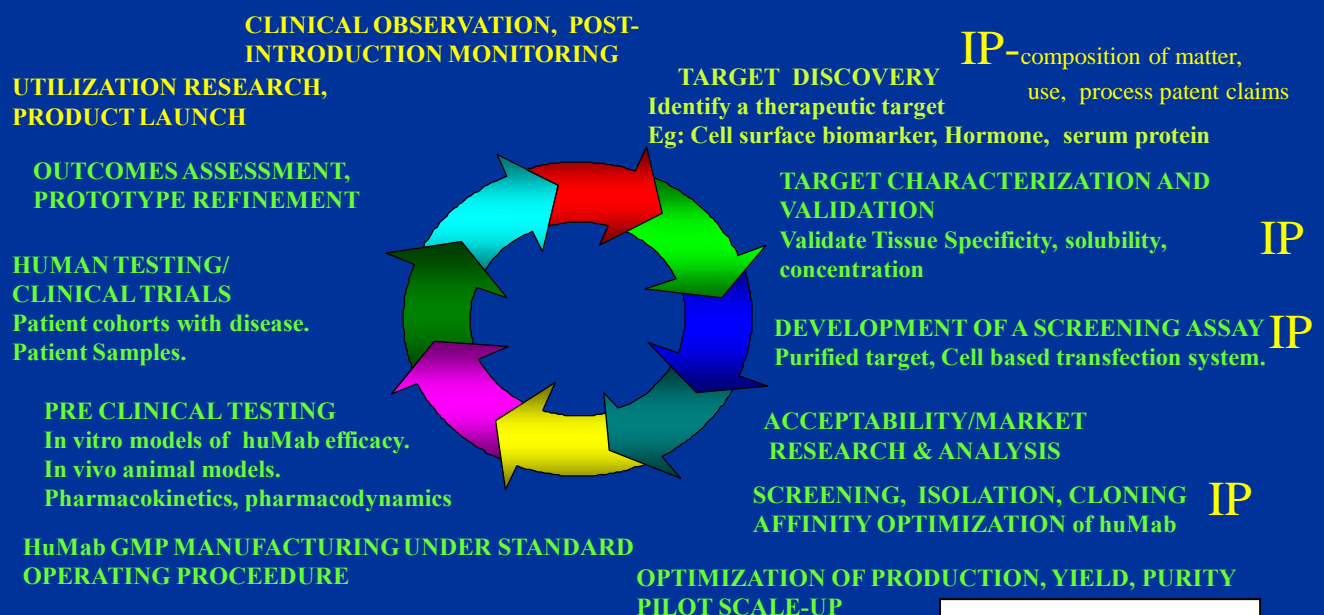 CLINICAL OBSERVATION, POST-
INTRODUCTION MONITORING
UTILIZATION RESEARCH,
PRODUCT LAUNCH
OUTCOMES ASSESSMENT,
PROTOTYPE REFINEMENT
HUMAN TESTING/
CLINICAL TRIALS
Patient cohorts with disease.
Patient Samples.
PRE CLINICAL TESTING
In vitro models of huMab efficacy.
In vivo animal models.
Pharmacokinetics, pharmacodynamics
HuMab GMP MANUFACTURING UNDER STANDARD
OPERATING PROCEEDURE
IP-composition of matter,
use, process patent claims
TARGET DISCOVERY
Identify a therapeutic target
Eg: Cell surface biomarker, Hormone, serum protein
TARGET CHARACTERIZATION AND
VALIDATION
Validate Tissue Specificity, solubility,
concentration
IP
DEVELOPMENT OF A SCREENING ASSAY IP
Purified target, Cell based transfection system.
ACCEPTABILITY/MARKET
RESEARCH & ANALYSIS
SCREENING, ISOLATION, CLONING IP
AFFINITY OPTIMIZATION of huMab
OPTIMIZATION OF PRODUCTION, YIELD, PURITY
PILOT SCALE-UP